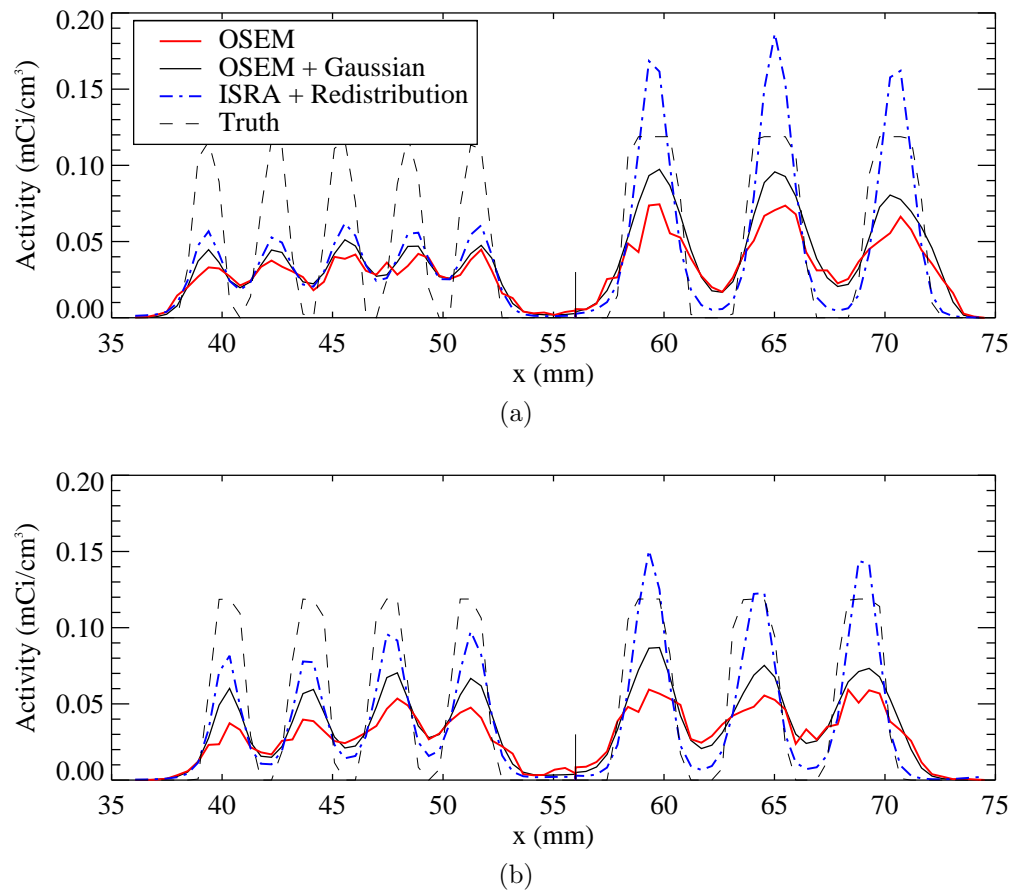 0.20
0.15
0.10
0.05
0.00
Activity (mCi/cm³)
OSEM
OSEM + Gaussian
ISRA + Redistribution
Truth
35 40 45 50 55 60 65 70 75
x (mm)
(a)
0.20
0.15
0.10
0.05
0.00
Activity (mCi/cm³)
35 40 45 50 55 60 65 70 75
x (mm)
(b)